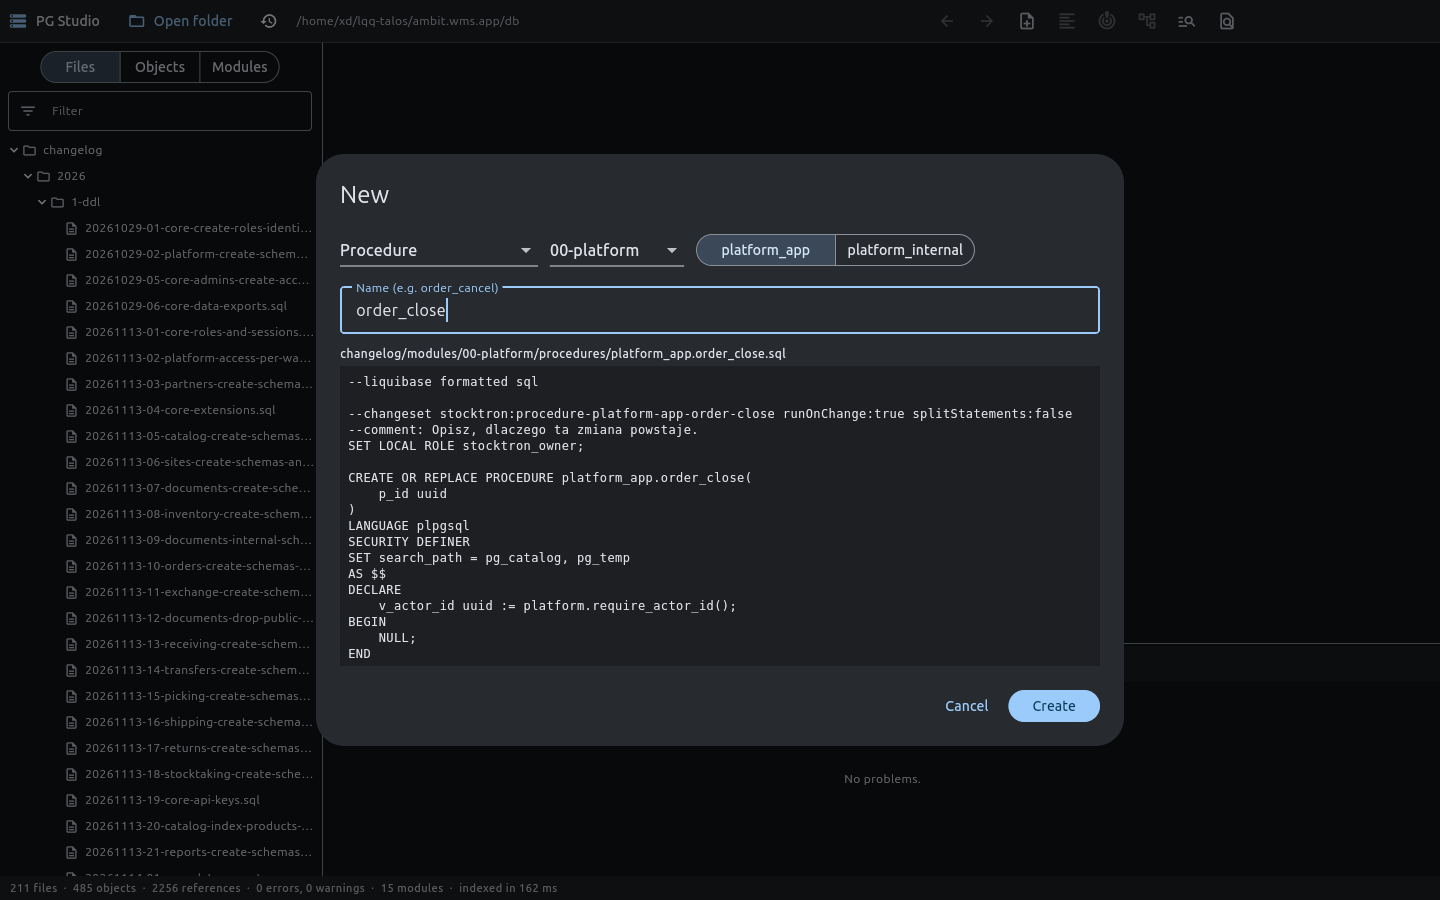 PG Studio
Open folder
/home/xd/lqq-talos/ambit.wms.app/db
Files
Objects
Modules
Filter
changelog
2026
1-ddl
20261029-01-core-create-roles-identi...
20261029-02-platform-create-schem...
20261029-05-core-admins-create-acc...
20261029-06-core-data-exports.sql
20261113-01-core-roles-and-sessions....
20261113-02-platform-access-per-wa...
20261113-03-partners-create-schema...
20261113-04-core-extensions.sql
20261113-05-catalog-create-schemas...
20261113-06-sites-create-schemas-an...
20261113-07-documents-create-sche...
20261113-08-inventory-create-schem...
20261113-09-documents-internal-sch...
20261113-10-orders-create-schemas-...
20261113-11-exchange-create-schem...
20261113-12-documents-drop-public-...
20261113-13-receiving-create-schem...
20261113-14-transfers-create-schem...
20261113-15-picking-create-schemas...
20261113-16-shipping-create-schema...
20261113-17-returns-create-schemas...
20261113-18-stocktaking-create-sche...
20261113-19-core-api-keys.sql
20261113-20-catalog-index-products-...
20261113-21-reports-create-schemas...
New
Procedure
00-platform
platform_app
platform_internal
Name (e.g. order_cancel)
order_close
changelog/modules/00-platform/procedures/platform_app.order_close.sql
--liquibase formatted sql
--changeset stocktron:procedure-platform-app-order-close runOnChange:true splitStatements:false
--comment: Opisz, dlaczego ta zmiana powstaje.
SET LOCAL ROLE stocktron_owner;
CREATE OR REPLACE PROCEDURE platform_app.order_close(
    p_id uuid
)
LANGUAGE plpgsql
SECURITY DEFINER
SET search_path = pg_catalog, pg_temp
AS $$
DECLARE
    v_actor_id uuid := platform.require_actor_id();
BEGIN
    NULL;
END
Cancel
Create
No problems.
211 files · 485 objects · 2256 references · 0 errors, 0 warnings · 15 modules · indexed in 162 ms